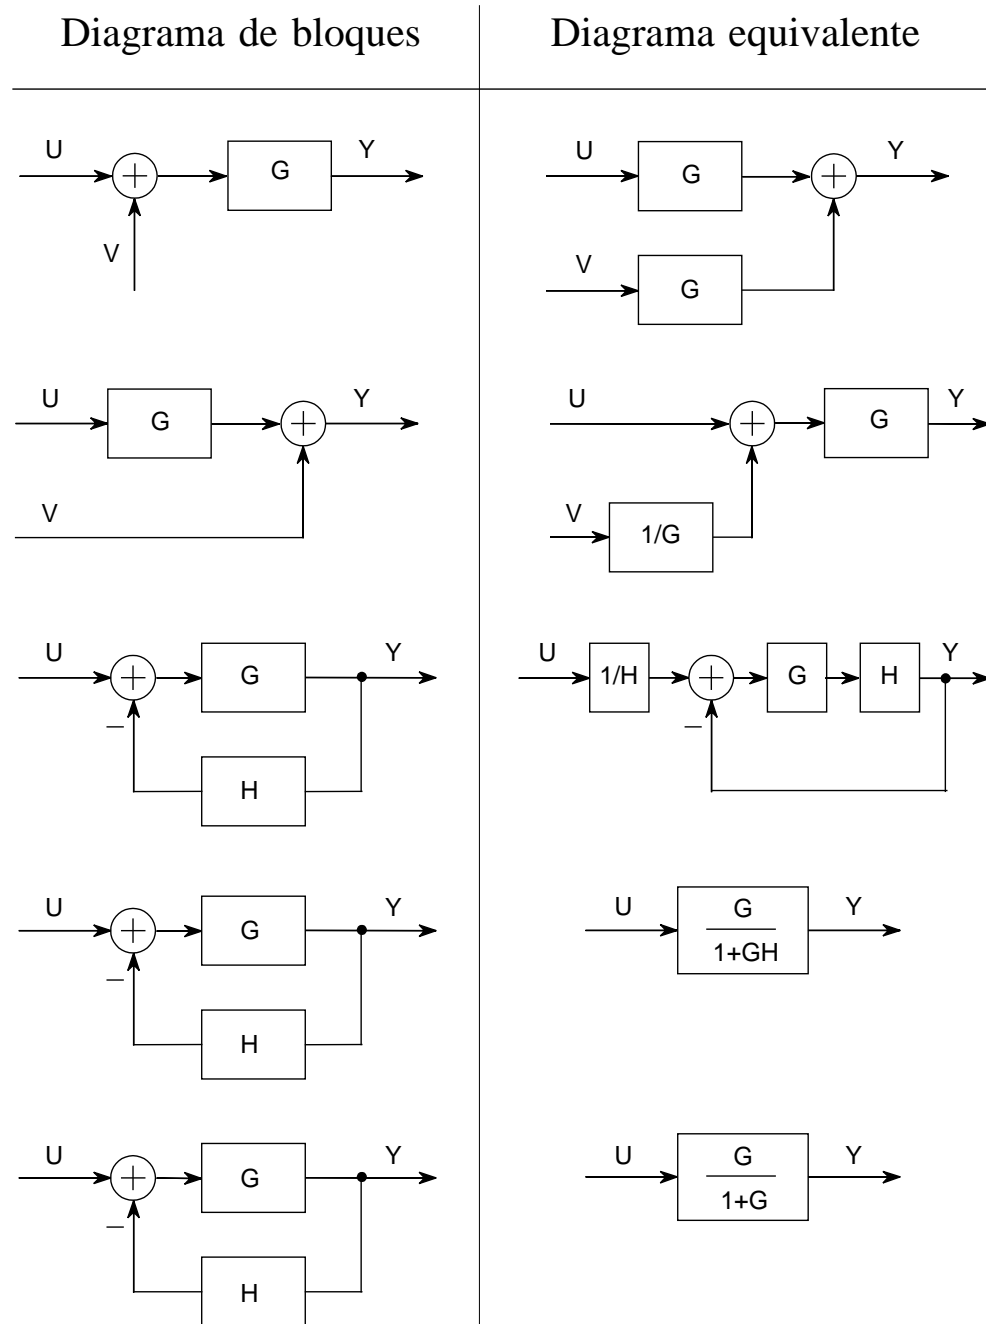 Diagrama de bloques
Diagrama equivalente
U
+
G
Y
V
U
G
+
Y
V
G
U
G
+
Y
V
U
+
G
Y
V
1/G
U
+
G
Y
−
H
U
1/H
+
G
H
Y
−
U
+
G
Y
−
H
U
G
1+GH
Y
U
+
G
Y
−
H
U
G
1+G
Y